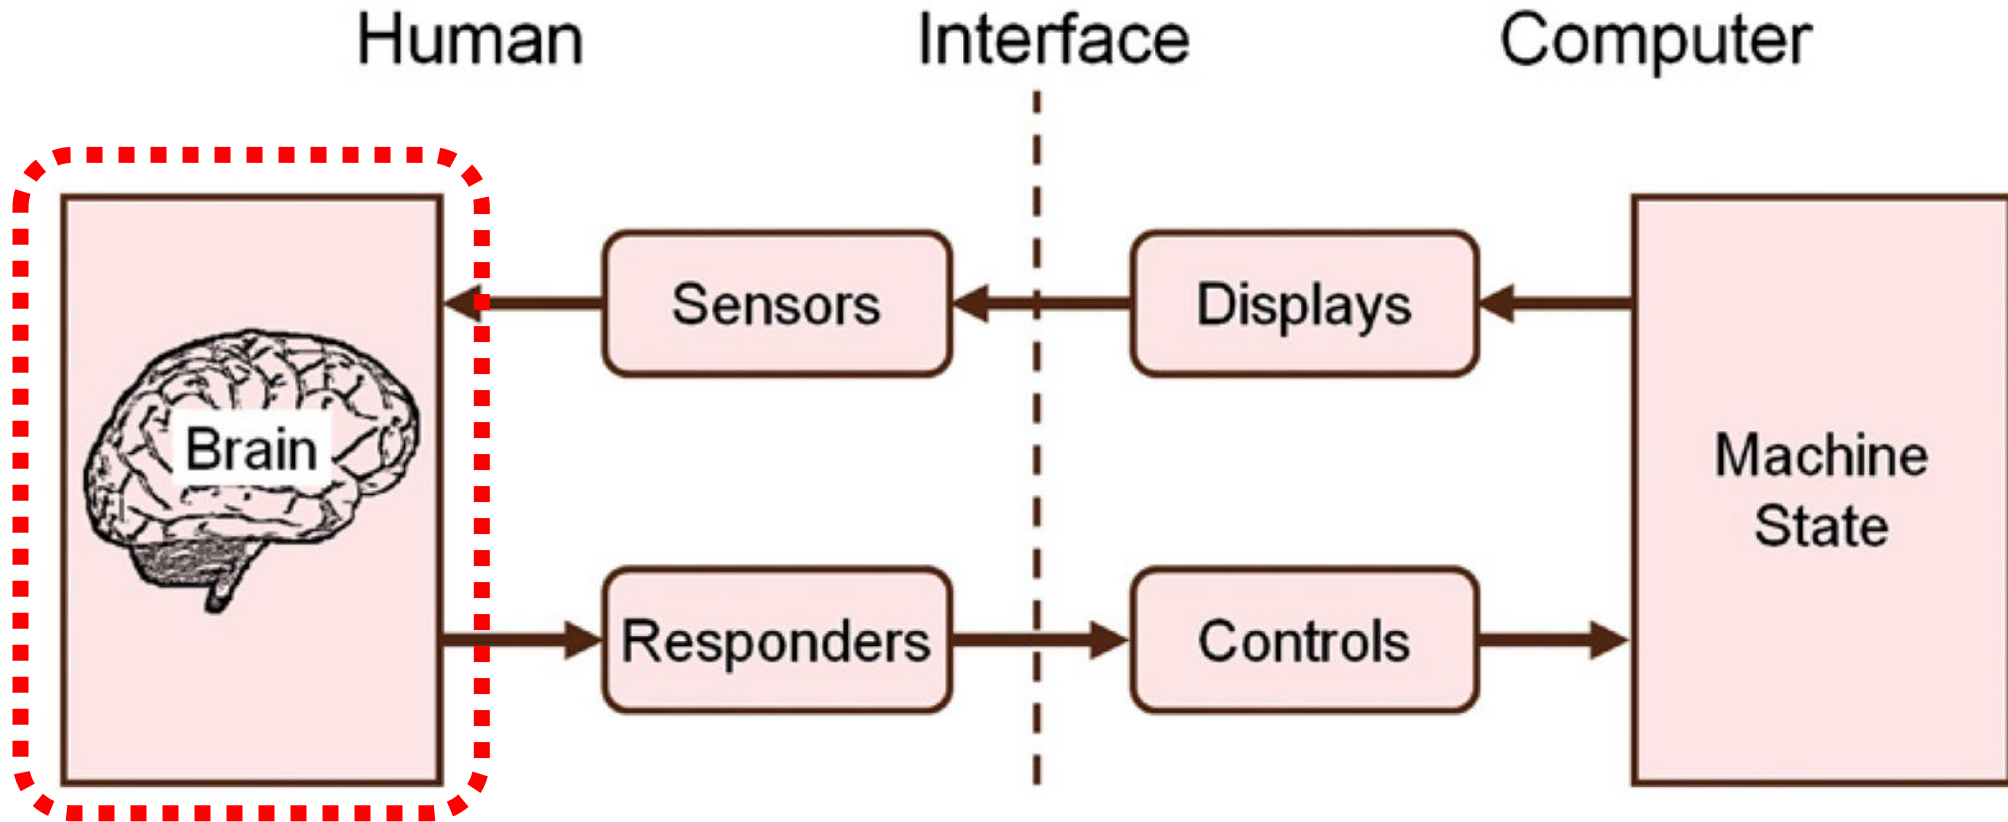 Human
Interface
Computer
Sensors
Displays
Brain
Machine
State
Responders
Controls